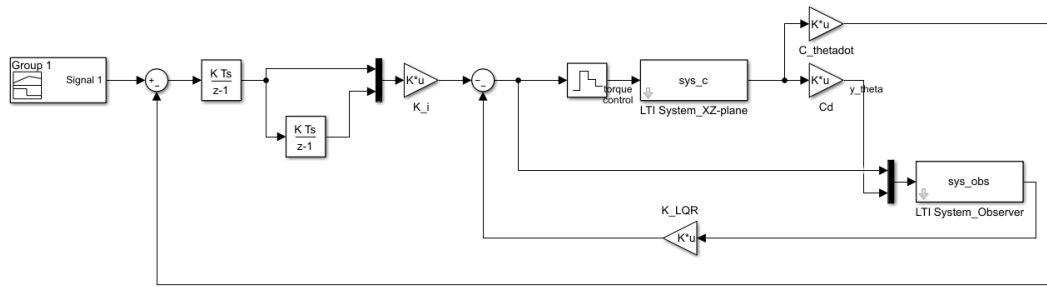 Group 1
Signal 1
+
-
K Ts
z-1
K Ts
z-1
K*u
K_i
-
-
torque
control
sys_c
LTI System_XZ-plane
K*u
C_thetadot
K*u
Cd
y_theta
sys_obs
LTI System_Observer
K_LQR
K*u